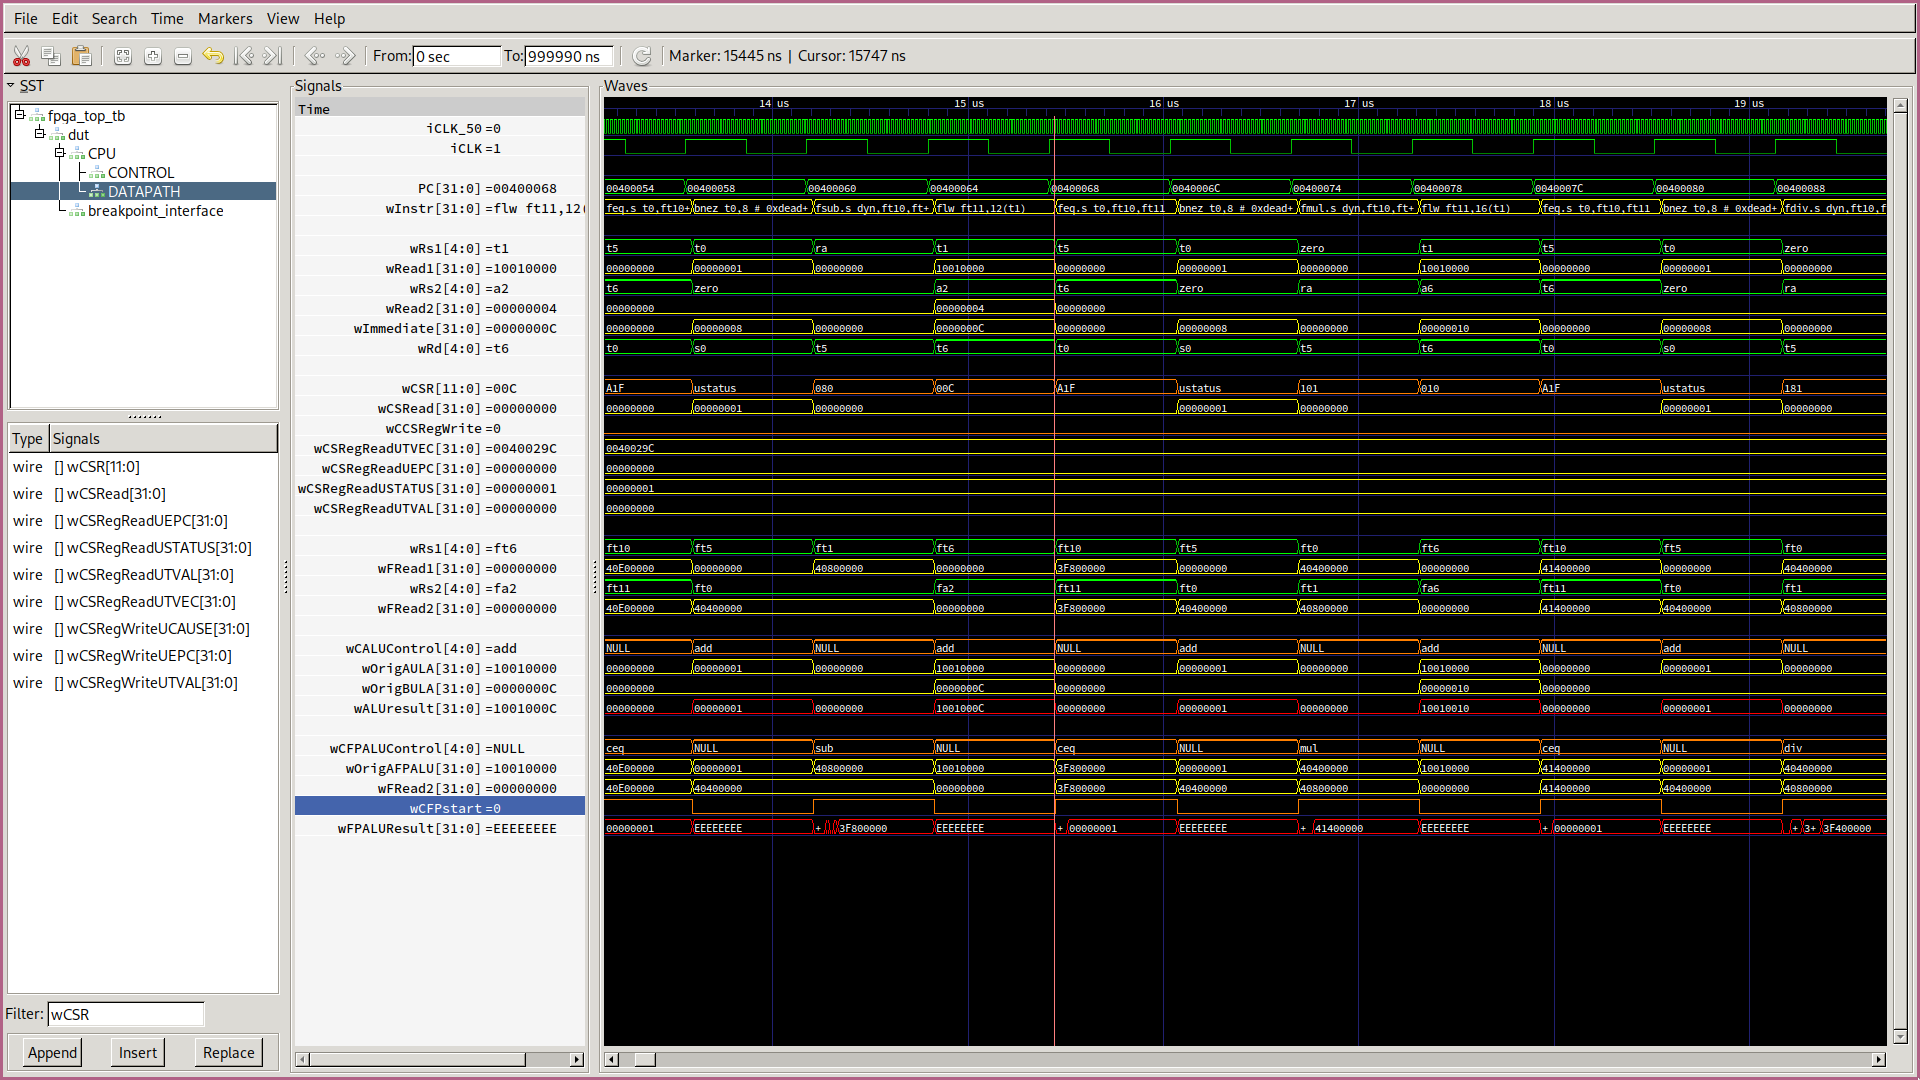 File Edit Search Time Markers View Help
From: 0 sec To: 999990 ns Marker: 15445 ns | Cursor: 15747 ns
SST
fpga_top_tb
dut
CPU
CONTROL
DATAPATH
breakpoint_interface
Type Signals
wire [] wCSR[11:0]
wire [] wCSRead[31:0]
wire [] wCSRegReadUEPC[31:0]
wire [] wCSRegReadUSTATUS[31:0]
wire [] wCSRegReadUTVAL[31:0]
wire [] wCSRegReadUTVEC[31:0]
wire [] wCSRegWriteUCAUSE[31:0]
wire [] wCSRegWriteUEPC[31:0]
wire [] wCSRegWriteUTVAL[31:0]
Filter: wCSR
Append Insert Replace
Signals
Time
iCLK_50 =0
iCLK =1
PC[31:0] =00400068
wInstr[31:0] =flw ft11,12(
wRs1[4:0] =t1
wRead1[31:0] =10010000
wRs2[4:0] =a2
wRead2[31:0] =00000004
wImmediate[31:0] =0000000C
wRd[4:0] =t6
wCSR[11:0] =00C
wCSRead[31:0] =00000000
wCCSRegWrite =0
wCSRegReadUTVEC[31:0] =0040029C
wCSRegReadUEPC[31:0] =00000000
wCSRegReadUSTATUS[31:0] =00000001
wCSRegReadUTVAL[31:0] =00000000
wRs1[4:0] =ft6
wFRead1[31:0] =00000000
wRs2[4:0] =fa2
wFRead2[31:0] =00000000
wCALUControl[4:0] =add
wOrigAULA[31:0] =10010000
wOrigBULA[31:0] =0000000C
wALUresult[31:0] =1001000C
wCFPALUControl[4:0] =NULL
wOrigAFPALU[31:0] =10010000
wFRead2[31:0] =00000000
wCFPstart =0
wFPALUResult[31:0] =EEEEEEEE
Waves
14 us 15 us 16 us 17 us 18 us 19 us
00400054 00400058 00400060 00400064 00400068 0040006C 00400074 00400078 0040007C 00400080 00400088
feq.s t0,ft10+ bnez t0,8 # 0xdead+ fsub.s dyn,ft10,ft+ flw ft11,12(t1) feq.s t0,ft10,ft11 bnez t0,8 # 0xdead+ fmul.s dyn,ft10,ft+ flw ft11,16(t1) feq.s t0,ft10,ft11 bnez t0,8 # 0xdead+ fdiv.s dyn,ft10,f
t5 t0 ra t1 t5 t0 zero t1 t5 t0 zero
00000000 00000001 00000000 10010000 00000000 00000001 00000000 10010000 00000000 00000001 00000000
t6 zero a2 t6 zero ra a6 t6 zero ra
00000000 00000004 00000000
00000000 00000008 00000000 0000000C 00000000 00000008 00000000 00000010 00000000 00000008 00000000
t0 s0 t5 t6 t0 s0 t5 t6 t0 s0 t5
A1F ustatus 080 00C A1F ustatus 101 010 A1F ustatus 181
00000000 00000001 00000000 00000001 00000000 00000001 00000000
0040029C
00000000
00000001
00000000
ft10 ft5 ft1 ft6 ft10 ft5 ft0 ft6 ft10 ft5 ft0
40E00000 00000000 40800000 00000000 3F800000 00000000 40400000 00000000 41400000 00000000 40400000
ft11 ft0 fa2 ft11 ft0 ft1 fa6 ft11 ft0 ft1
40E00000 40400000 00000000 3F800000 40400000 40800000 00000000 41400000 40400000 40800000
NULL add NULL add NULL add NULL add NULL add NULL
00000000 00000001 00000000 10010000 00000000 00000001 00000000 10010000 00000000 00000001 00000000
00000000 0000000C 00000000 00000010 00000000
00000000 00000001 00000000 1001000C 00000000 00000001 00000000 10010010 00000000 00000001 00000000
ceq NULL sub NULL ceq NULL mul NULL ceq NULL div
40E00000 00000001 40800000 10010000 3F800000 00000001 40400000 10010000 41400000 00000001 40400000
40E00000 40400000 00000000 3F800000 40400000 40800000 00000000 41400000 40400000 40800000
00000001 EEEEEEEE + 3F800000 EEEEEEEE + 00000001 EEEEEEEE + 41400000 EEEEEEEE + 00000001 EEEEEEEE + 3+ 3F400000